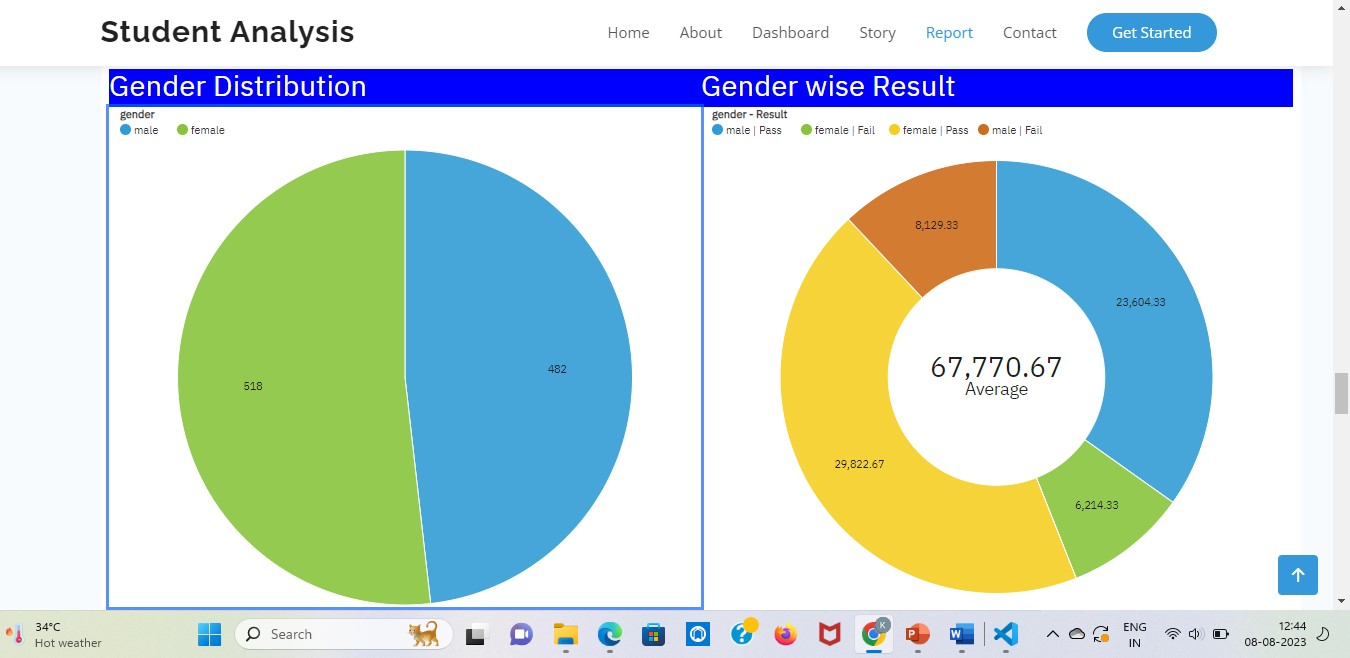 Student Analysis
Home About Dashboard Story Report Contact Get Started
Gender Distribution
Gender wise Result
gender
male female
gender - Result
male | Pass female | Fail female | Pass male | Fail
518
482
8,129.33
23,604.33
67,770.67
Average
29,822.67
6,214.33
34°C
Hot weather
Search
K
P
W
ENG
IN
12:44
08-08-2023